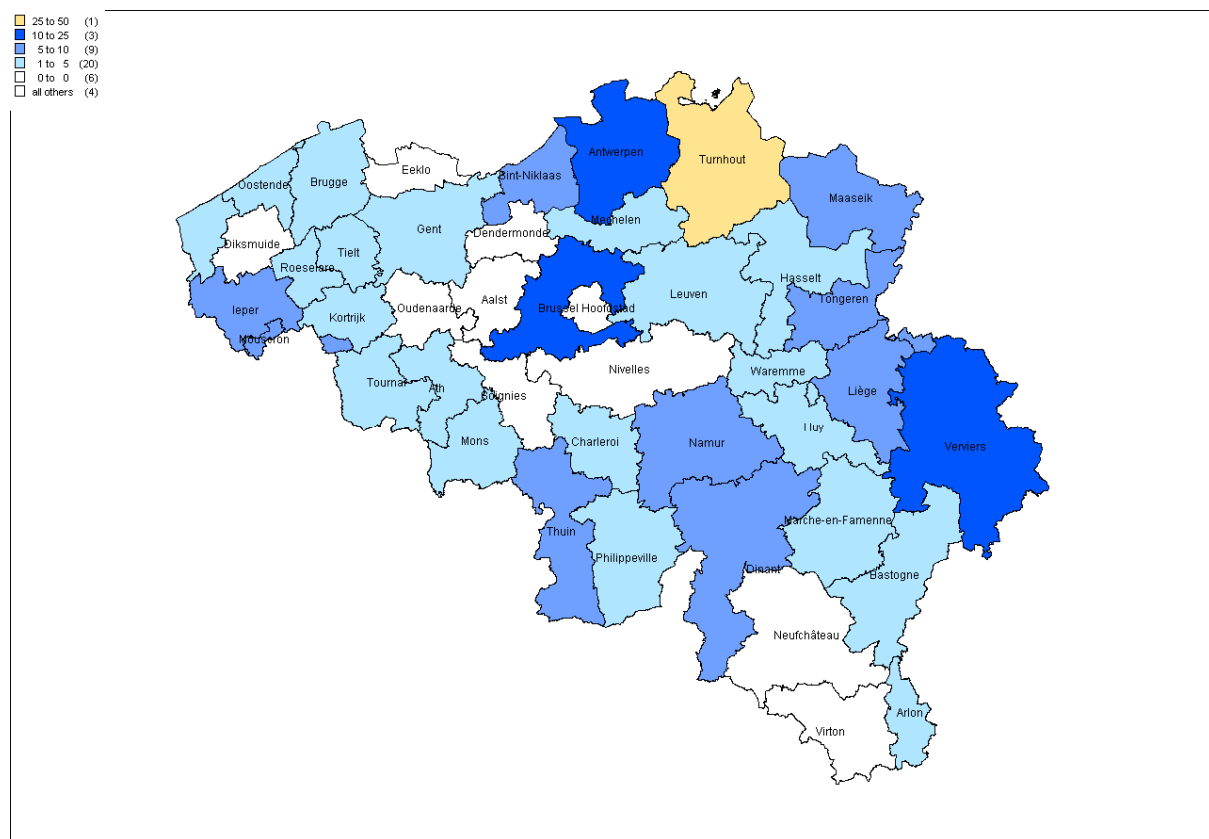 25 to 50 (1)
10 to 25 (3)
5 to 10 (9)
1 to 5 (20)
0 to 0 (6)
all others (4)
Antwerpen
Turnhout
Eeklo
Sint-Niklaas
Oostende
Brugge
Maaseik
Mechelen
Gent
Dendermonde
Diksmuide
Tielt
Roeselare
Hasselt
Leuven
Tongeren
Aalst
Ieper
Oudenaarde
Brussel Hoofdstad
Kortrijk
Mouscron
Nivelles
Waremme
Tournai
Ath
Liège
Soignies
Huy
Mons
Charleroi
Namur
Verviers
Marche-en-Famenne
Thuin
Philippeville
Dinant
Bastogne
Neufchâteau
Arlon
Virton